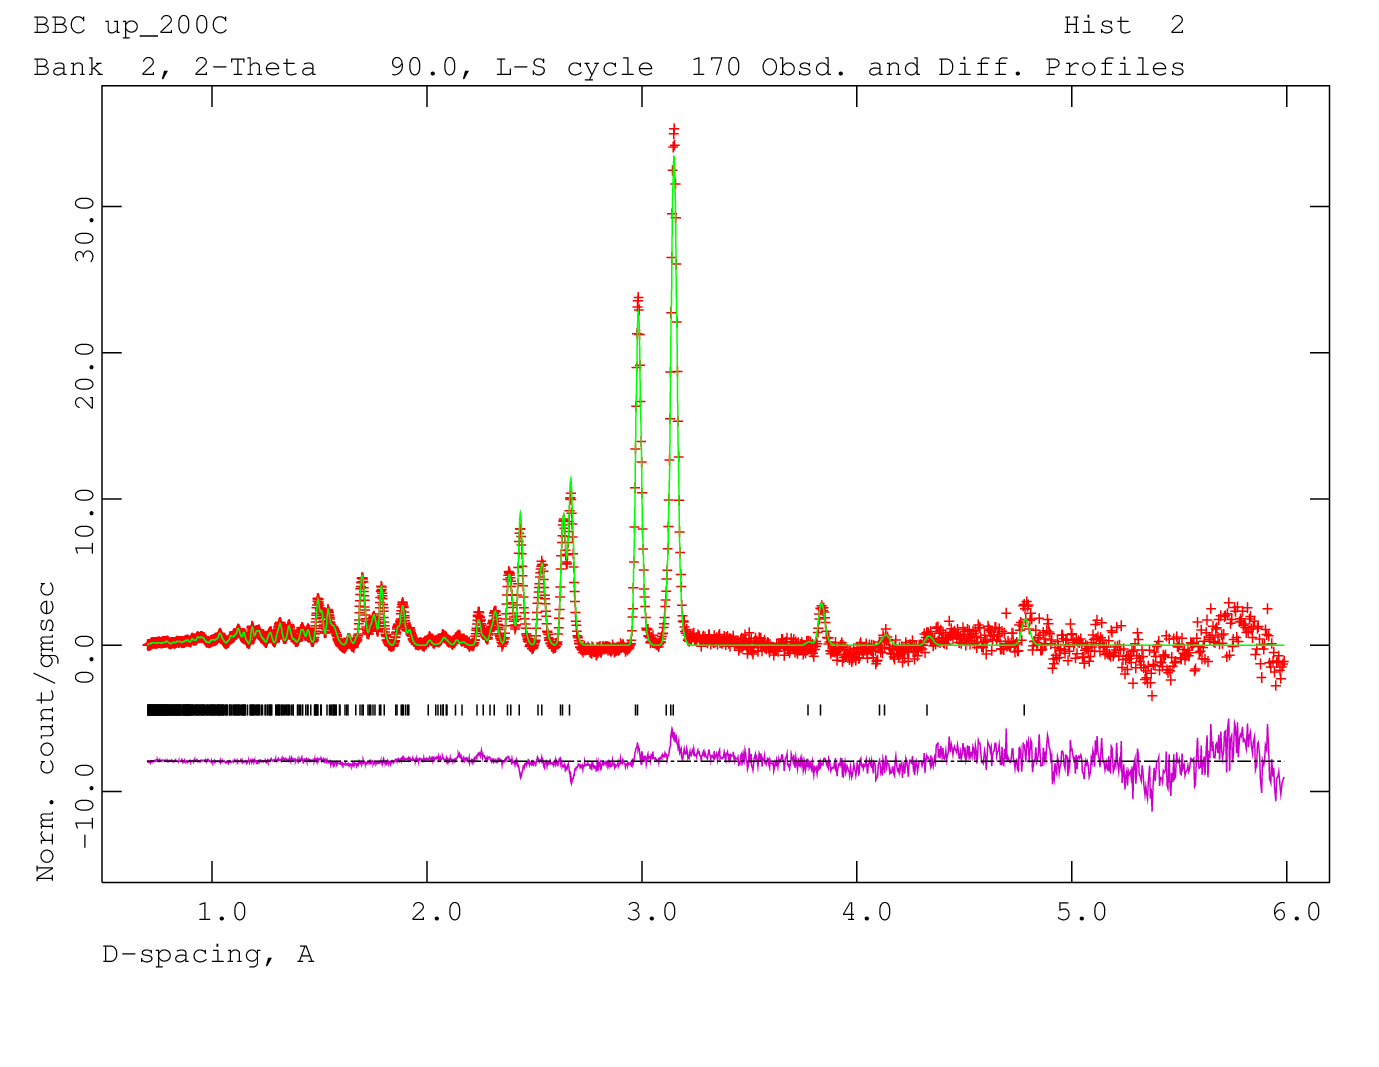 BBC up_200C Hist 2
Bank 2, 2-Theta 90.0, L-S cycle 170 Obsd. and Diff. Profiles
Norm. count/gmsec
30.0
20.0
10.0
0.0
-10.0
1.0 2.0 3.0 4.0 5.0 6.0
D-spacing, A